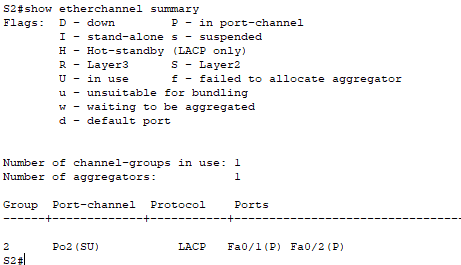 S2#show etherchannel summary
Flags:  D - down        P - in port-channel
        I - stand-alone s - suspended
        H - Hot-standby (LACP only)
        R - Layer3      S - Layer2
        U - in use      f - failed to allocate aggregator
        u - unsuitable for bundling
        w - waiting to be aggregated
        d - default port
Number of channel-groups in use: 1
Number of aggregators:           1
Group  Port-channel  Protocol    Ports
------+-------------+-----------+----------------------------------
2      Po2(SU)           LACP   Fa0/1(P) Fa0/2(P)
S2#